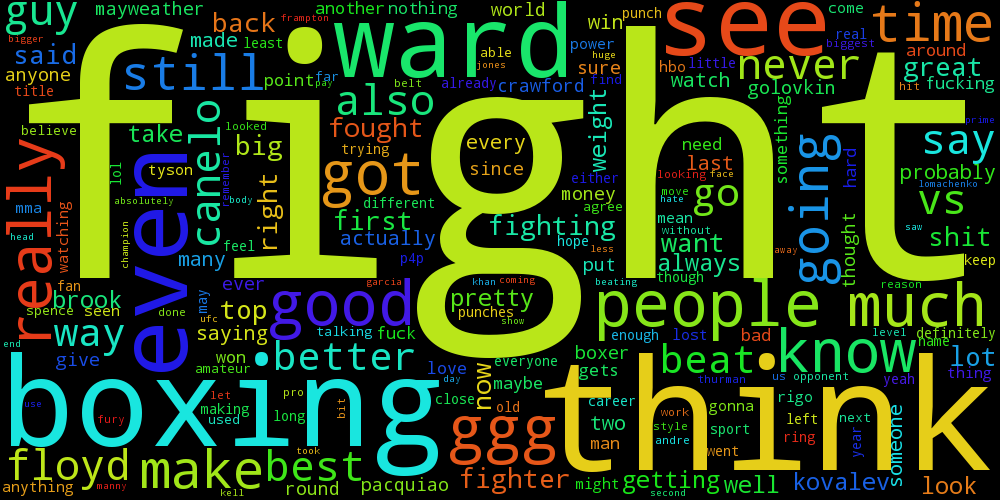 guy mayweather another nothing world win punch come
said back frampton made least ward see real time
bigger anyone title still point far pay able jones huge power sure hbo little biggest around great
fight belt already crawford find watch never golovkin hit fucking
believe take looked also fought trying every since weight need last something hard prime say
really lol tyson canelo big right got different either money agree looking face go going probably lomachenko
mma absolutely remember body first fighting move hate vs
watching champion many feel actually p4p hope less put mean without want always though thought saw shit keep
head even ever garcia khan coming beating away reason
fan brook seen spence done may ufc top good pretty punches show people much
way saying talking fuck enough lost bad level definitely name
end give won amateur better love day everyone boxer beat know lot thing
boxing let pro close now maybe gets thurman us opponent yeah
use fury making used long bit ggg old career think gonna rigo
two work style andre sport left next year someone
floyd make best took fighter man went ring
anything manny kell round pacquiao might getting second well kovalev look